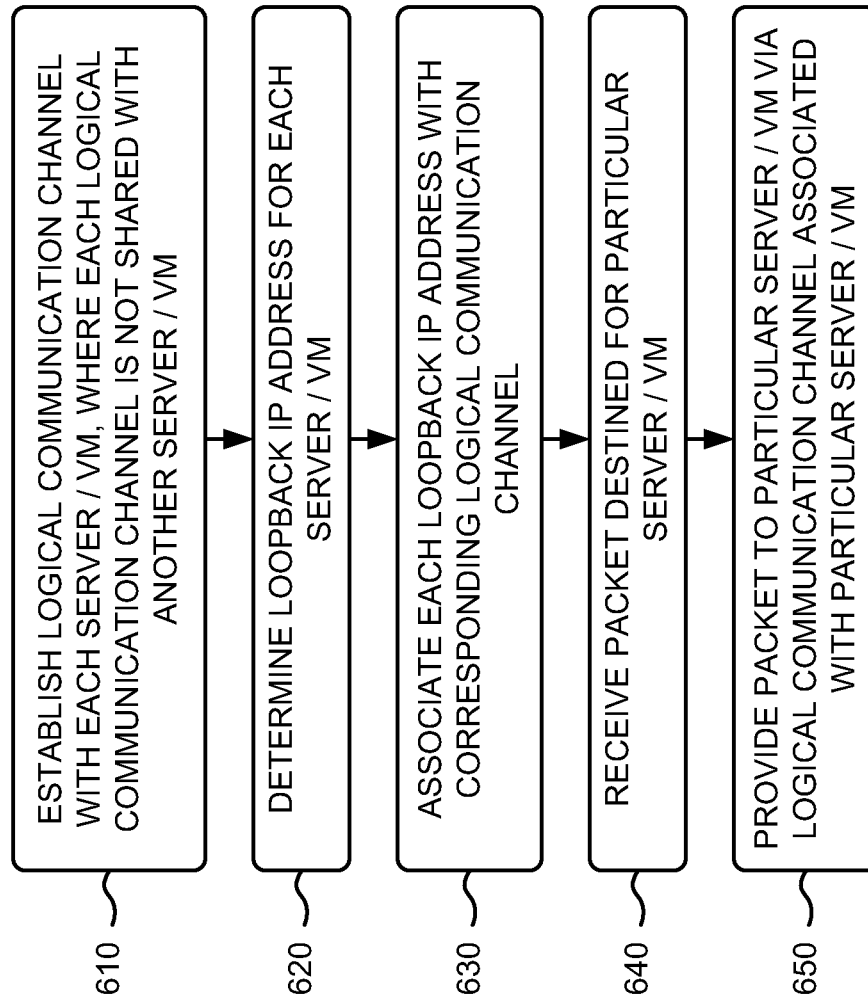 610
ESTABLISH LOGICAL COMMUNICATION CHANNEL
WITH EACH SERVER / VM, WHERE EACH LOGICAL
COMMUNICATION CHANNEL IS NOT SHARED WITH
ANOTHER SERVER / VM
620
DETERMINE LOOPBACK IP ADDRESS FOR EACH
SERVER / VM
630
ASSOCIATE EACH LOOPBACK IP ADDRESS WITH
CORRESPONDING LOGICAL COMMUNICATION
CHANNEL
640
RECEIVE PACKET DESTINED FOR PARTICULAR
SERVER / VM
650
PROVIDE PACKET TO PARTICULAR SERVER / VM VIA
LOGICAL COMMUNICATION CHANNEL ASSOCIATED
WITH PARTICULAR SERVER / VM